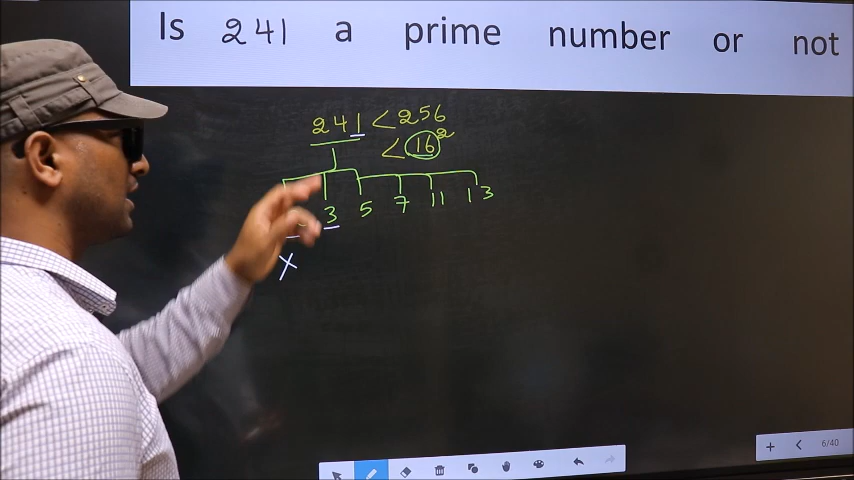 Is 241 a prime number or not
241 < 256
< 16²
3 5 7 11 13
X
6/40